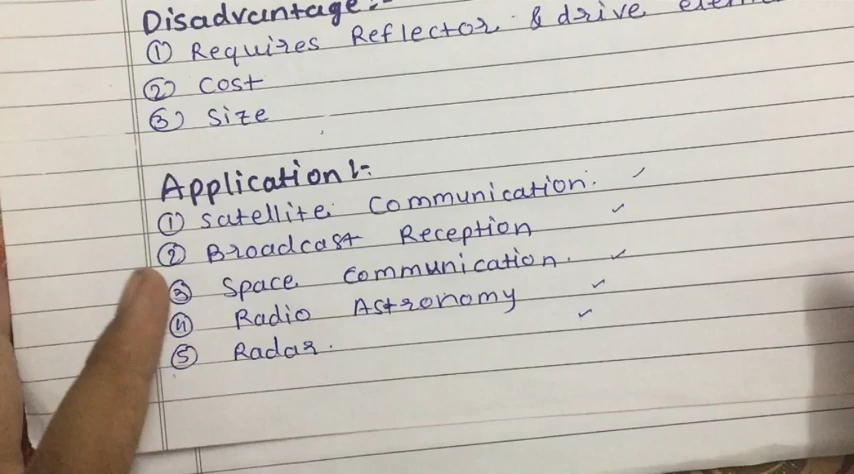 Disadvantage:-
① Requires Reflector & drive
② Cost
③ Size
Application:-
① Satellite Communication.
② Broadcast Reception
③ Space Communication.
④ Radio Astronomy
⑤ Radar.